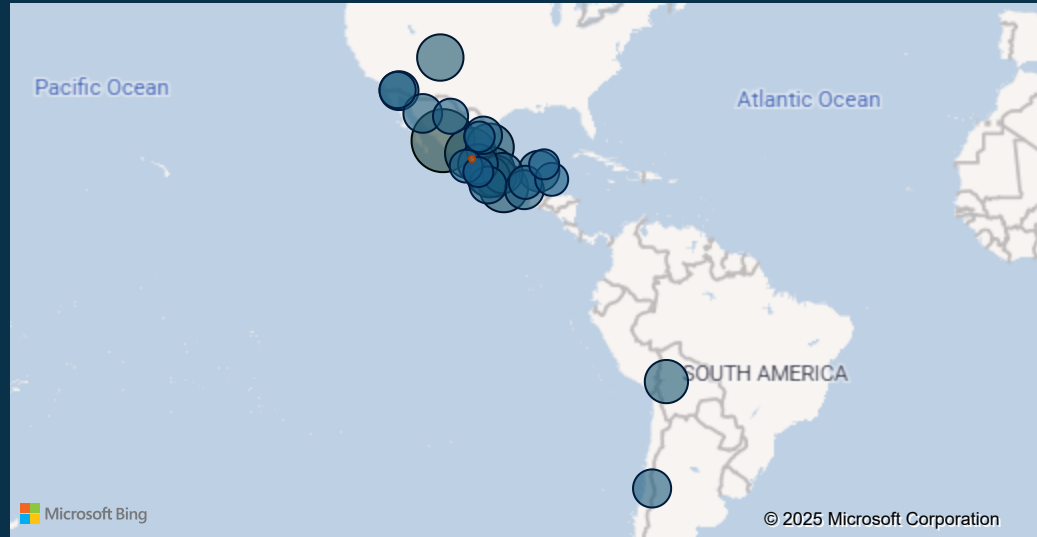 Pacific Ocean
Atlantic Ocean
SOUTH AMERICA
Microsoft Bing
© 2025 Microsoft Corporation